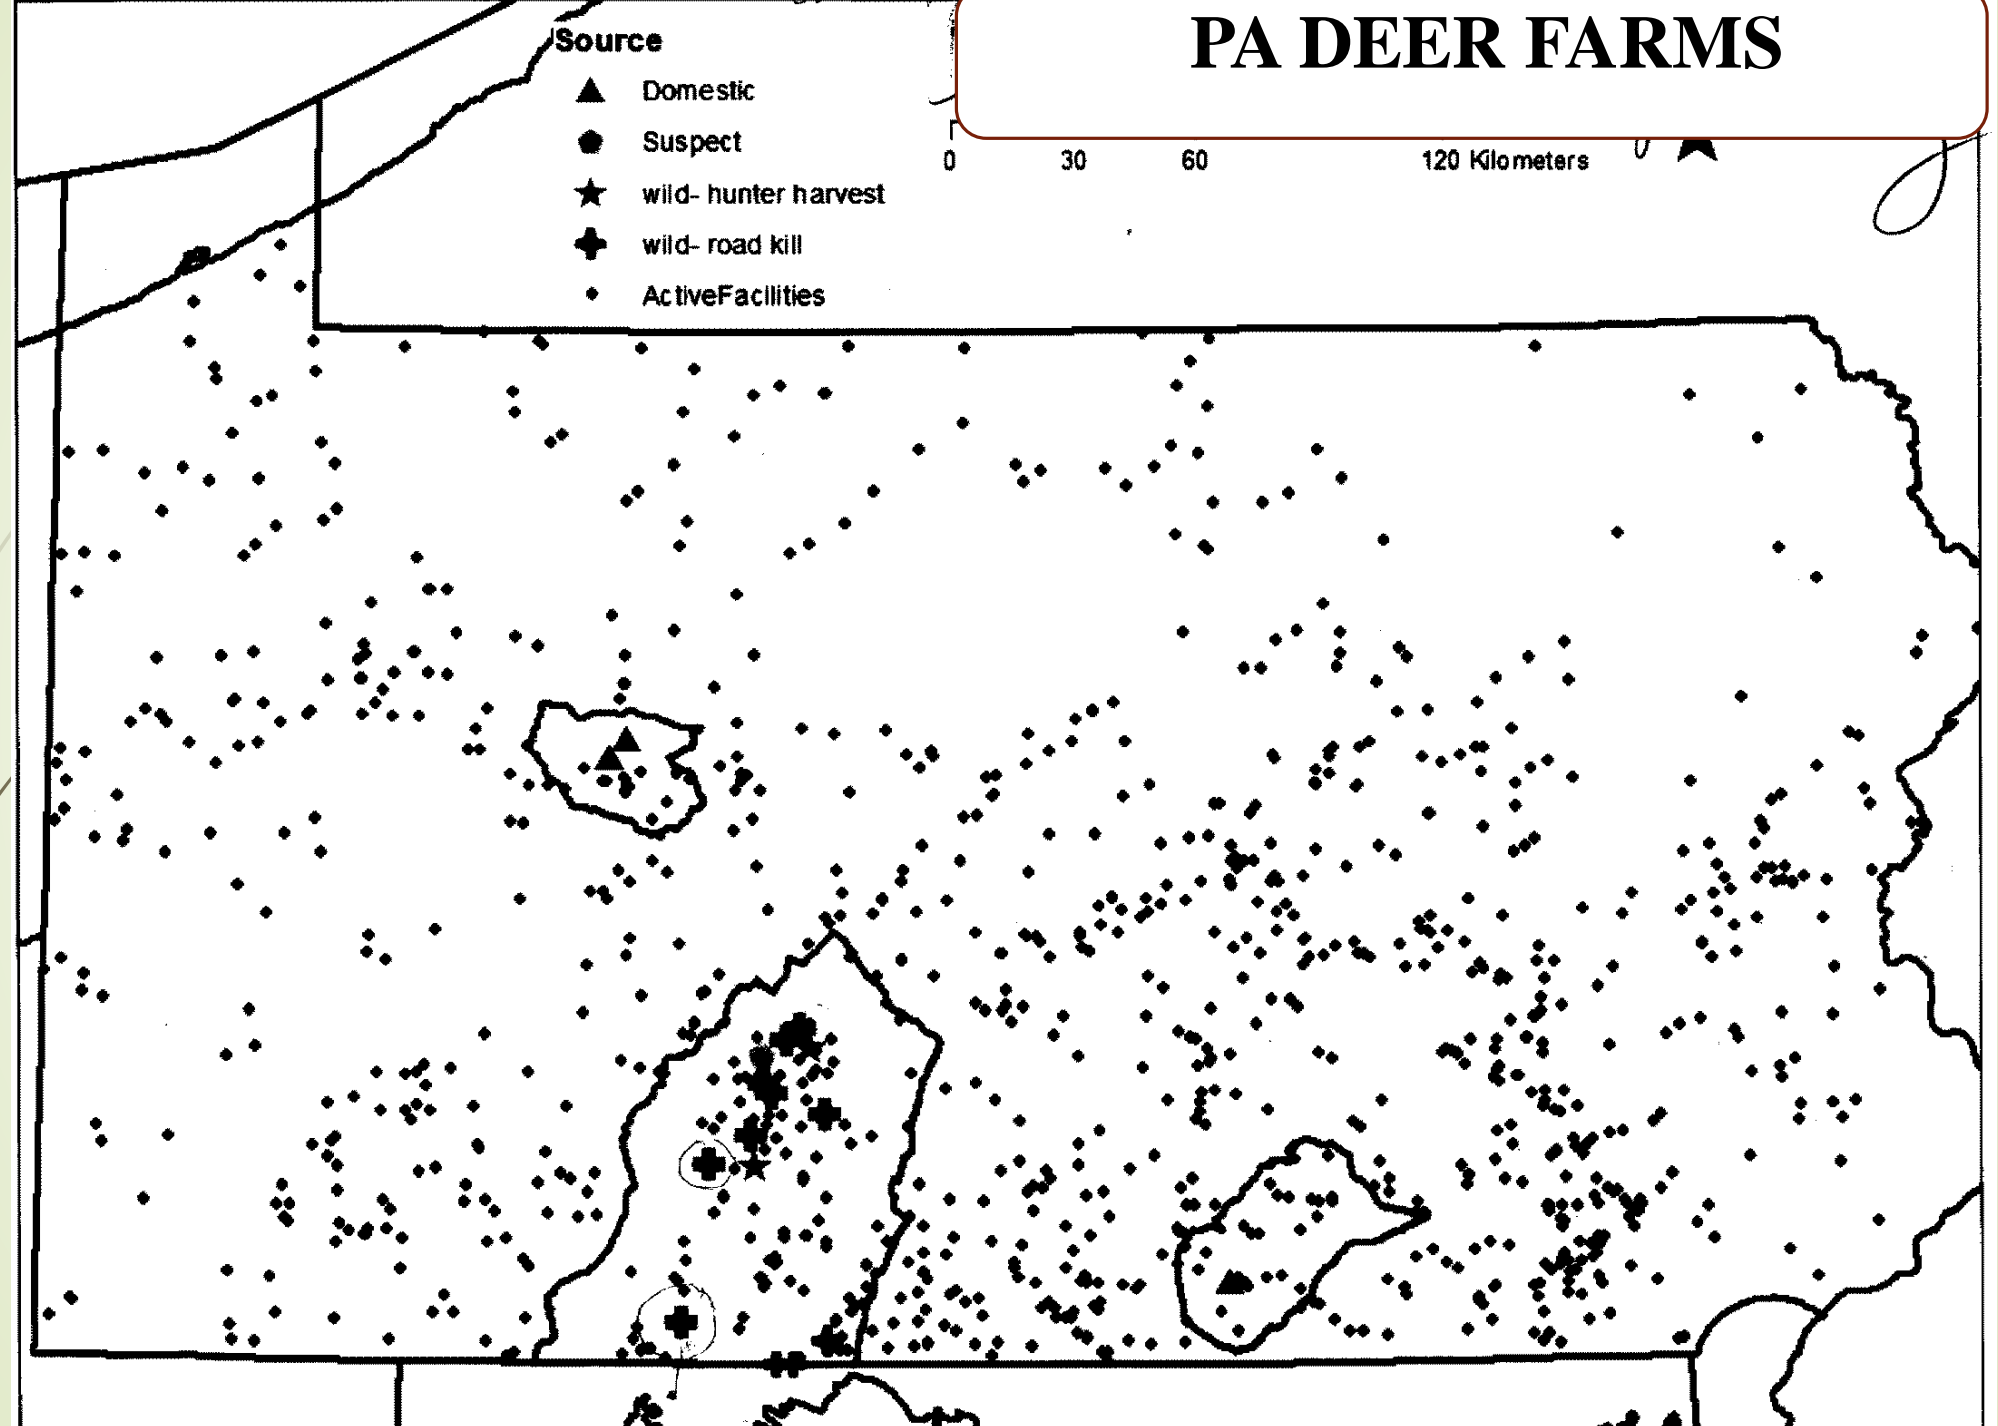 PA DEER FARMS
Source
Domestic
Suspect
wild- hunter harvest
wild- road kill
ActiveFacilities
0 30 60 120 Kilometers